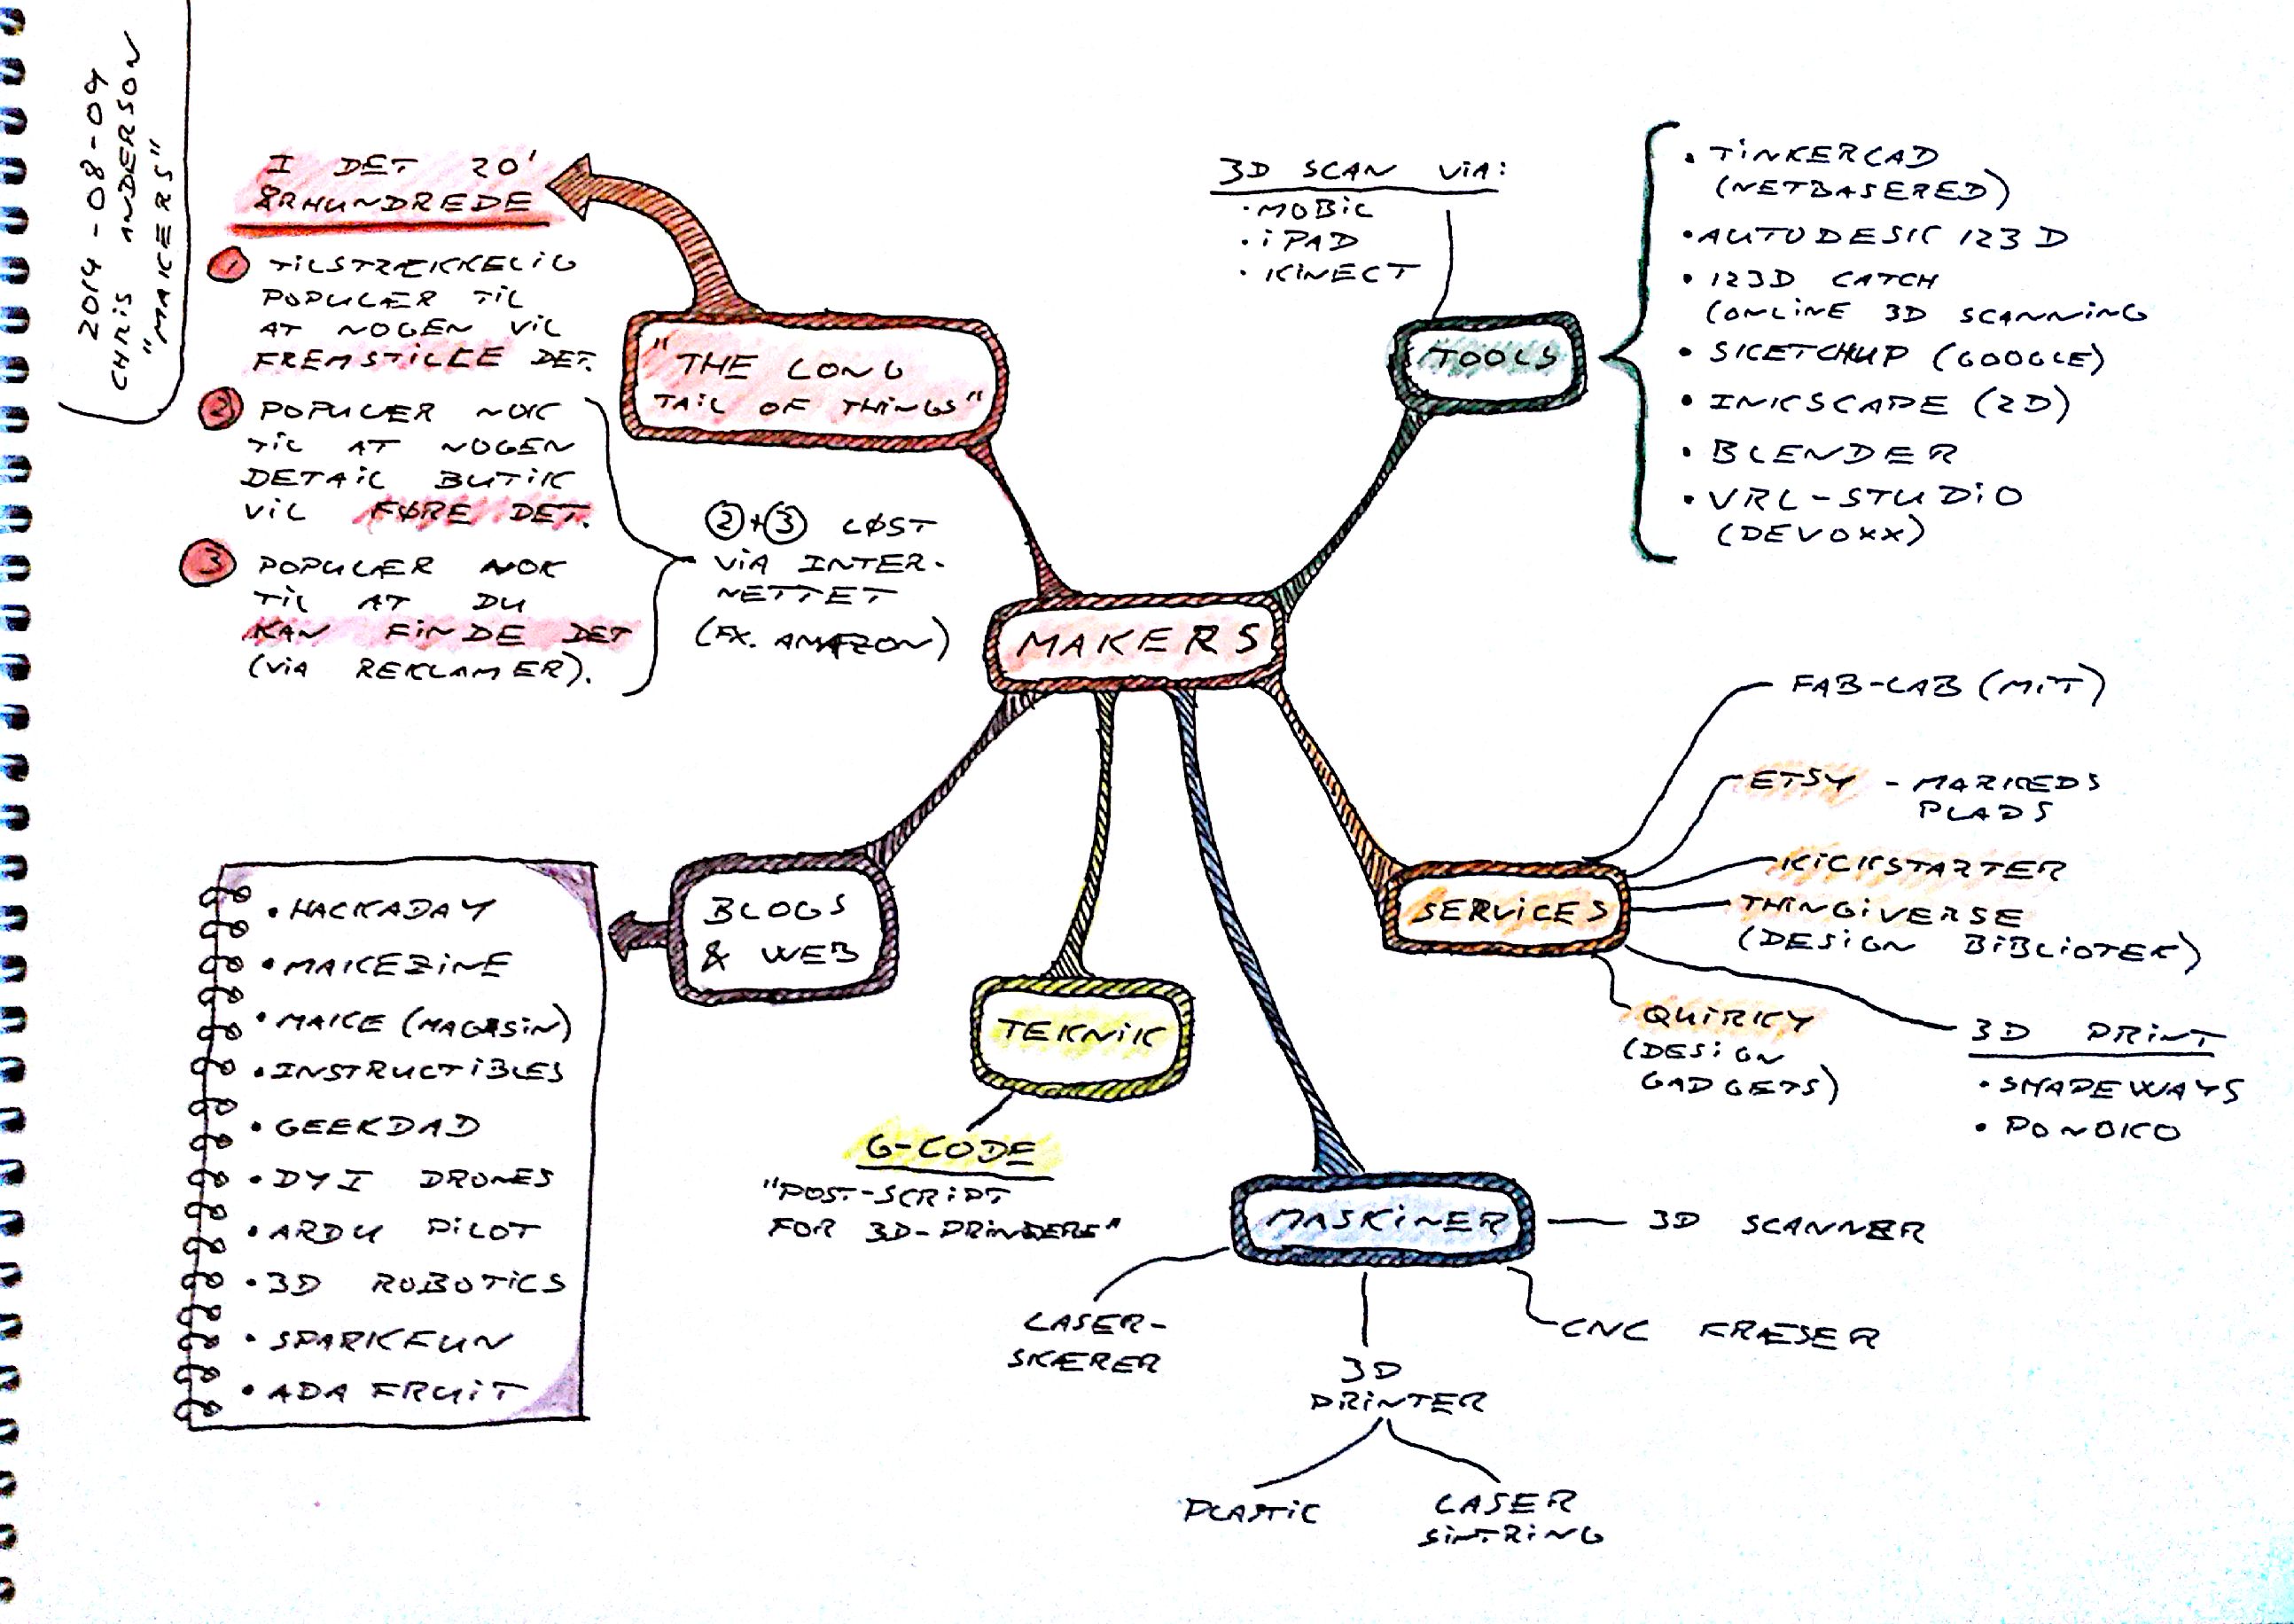 2014-08-04
CHRIS ANDERSON
"MAKERS"
I DET 20'
ÅRHUNDREDE
1 TILSTRÆKKELIG
POPULÆR TIL
AT NOGEN VIL
FREMSTILLE DET.
2 POPULÆR NOK
TIL AT NOGEN
DETAIL BUTIK
VIL FØRE DET.
3 POPULÆR NOK
TIL AT DU
KAN FINDE DET
(VIA REKLAMER).
2+3 LØST
VIA INTER-
NETTET
(FX. AMAZON)
"THE LONG
TAIL OF THINGS"
MAKERS
3D SCAN VIA:
• MOBIL
• iPAD
• KINECT
TOOLS
• TINKERCAD
(NETBASERED)
• AUTODESK 123D
• 123D CATCH
(ONLINE 3D SCANNING
• SKETCHUP (GOOGLE)
• INKSCAPE (2D)
• BLENDER
• VRL-STUDIO
(DEVOXX)
SERVICES
FAB-LAB (MIT)
ETSY - MARKEDS
PLADS
KICKSTARTER
THINGIVERSE
(DESIGN BIBLIOTEK)
QUIRKY
(DESIGN
GADGETS)
3D PRINT
• SHAPEWAYS
• PONOKO
BLOGS
& WEB
• HACKADAY
• MAKEZINE
• MAKE (MAGASIN)
• INSTRUCTIBLES
• GEEKDAD
• DYI DRONES
• ARDU PILOT
• 3D ROBOTICS
• SPARKFUN
• ADA FRUIT
TEKNIK
G-CODE
"POST-SCRIPT
FOR 3D-PRINTERE"
MASKINER
3D SCANNER
CNC FRÆSER
LASER-
SKÆRER
3D
PRINTER
PLASTIC
LASER
SINTRING